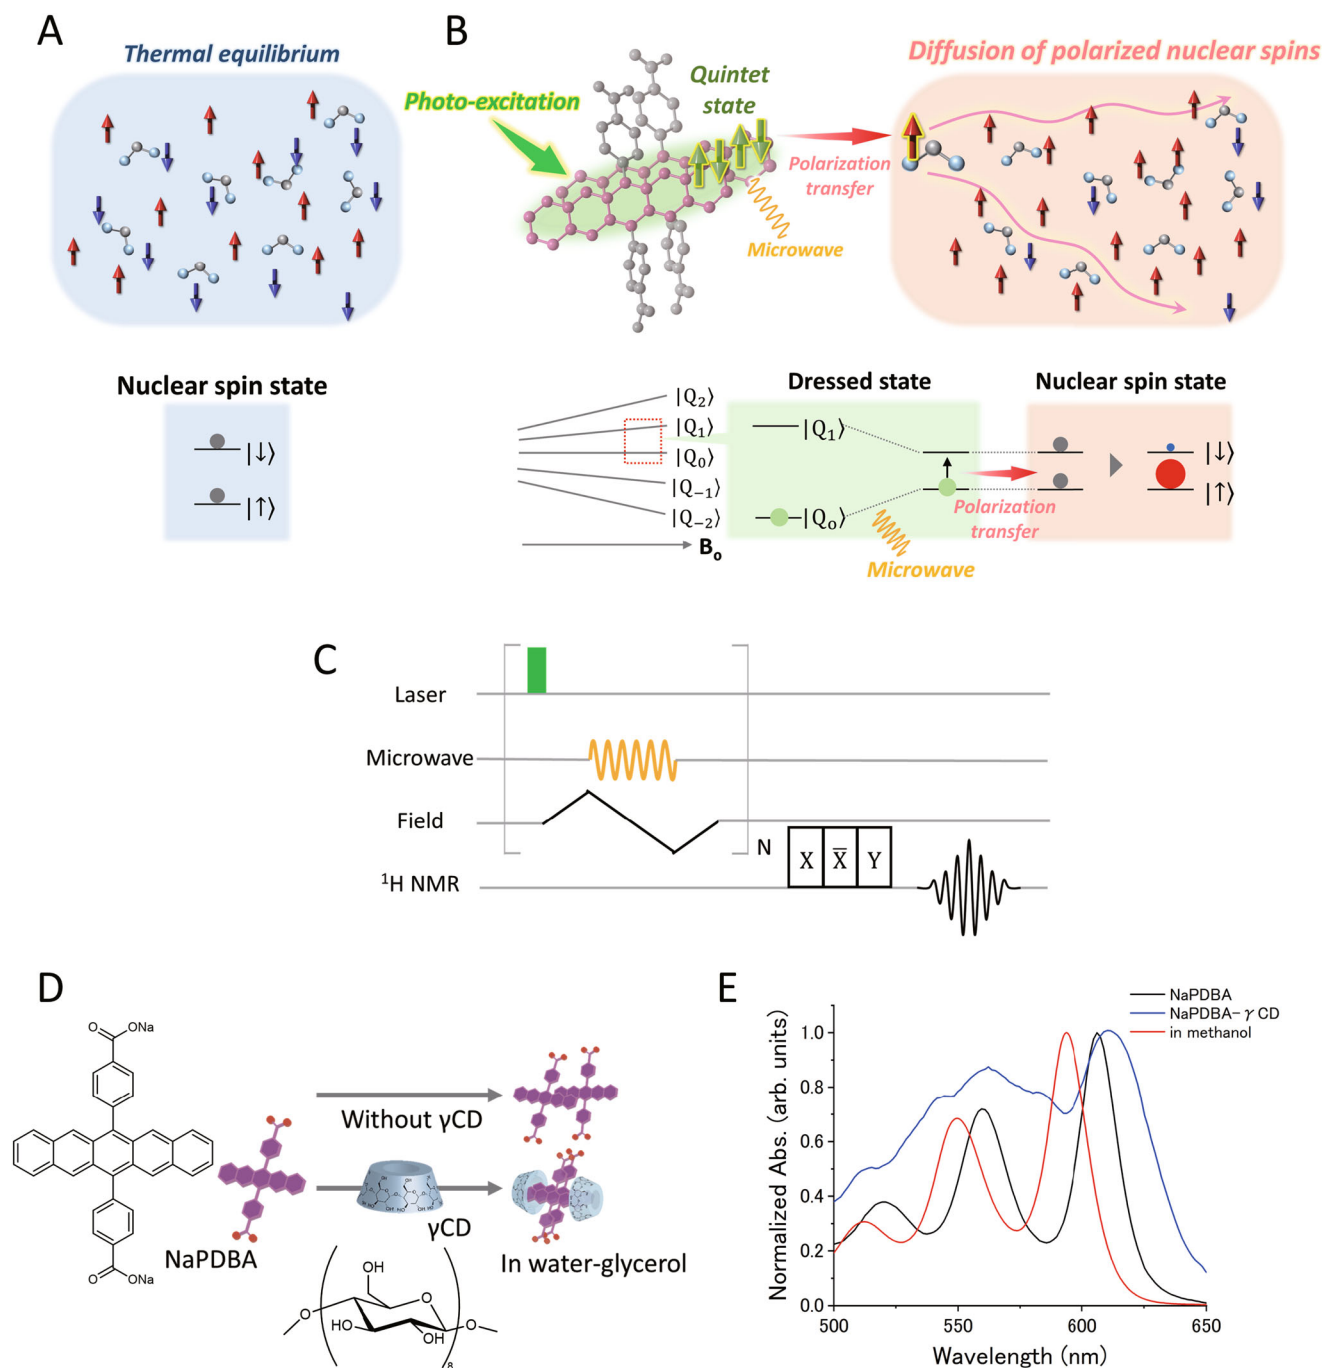 A
B
Thermal equilibrium
Diffusion of polarized nuclear spins
Photo-excitation
Quintet
state
Polarization
transfer
Microwave
Nuclear spin state
|↓⟩
|↑⟩
|Q₂⟩
|Q₁⟩
|Q₀⟩
|Q₋₁⟩
|Q₋₂⟩
B₀
Dressed state
|Q₁⟩
|Q₀⟩
Microwave
Polarization
transfer
Nuclear spin state
|↓⟩
|↑⟩
C
Laser
Microwave
Field
N
¹H NMR
X X̅ Y
D
ONa
O
O
ONa
NaPDBA
Without γCD
γCD
In water-glycerol
OH
O
O
HO
OH
O
8
E
NaPDBA
NaPDBA-γCD
in methanol
Normalized Abs. (arb. units)
1.0
0.8
0.6
0.4
0.2
0.0
500 550 600 650
Wavelength (nm)